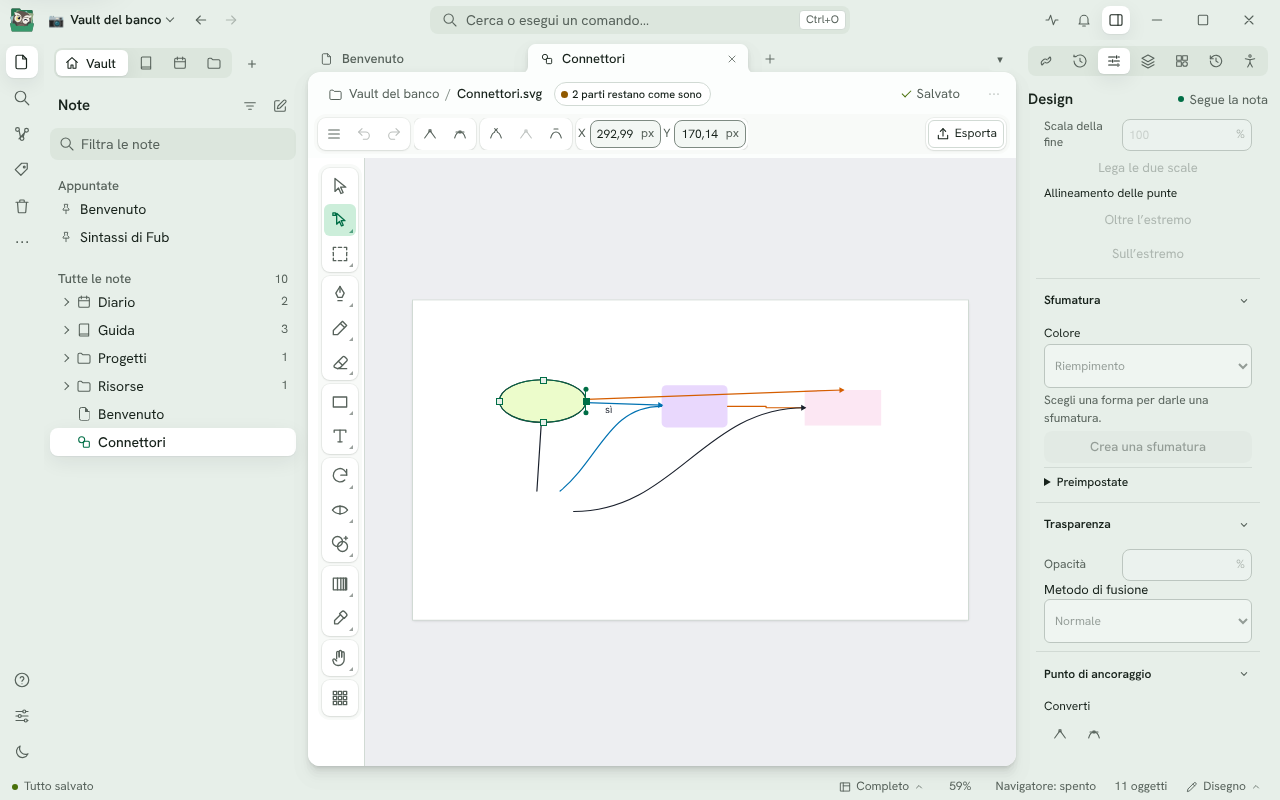 Vault del banco
Cerca o esegui un comando…
Ctrl+O
Vault
Benvenuto
Connettori
Note
Filtra le note
Appuntate
Benvenuto
Sintassi di Fub
Tutte le note
10
Diario
2
Guida
3
Progetti
1
Risorse
1
Benvenuto
Connettori
Vault del banco / Connettori.svg
2 parti restano come sono
Salvato
X 292,99 px
Y 170,14 px
Esporta
sì
Design
Segue la nota
Scala della fine
100 %
Lega le due scale
Allineamento delle punte
Oltre l’estremo
Sull’estremo
Sfumatura
Colore
Riempimento
Scegli una forma per darle una
sfumatura.
Crea una sfumatura
Preimpostate
Trasparenza
Opacità
%
Metodo di fusione
Normale
Punto di ancoraggio
Converti
Tutto salvato
Completo
59%
Navigatore: spento
11 oggetti
Disegno